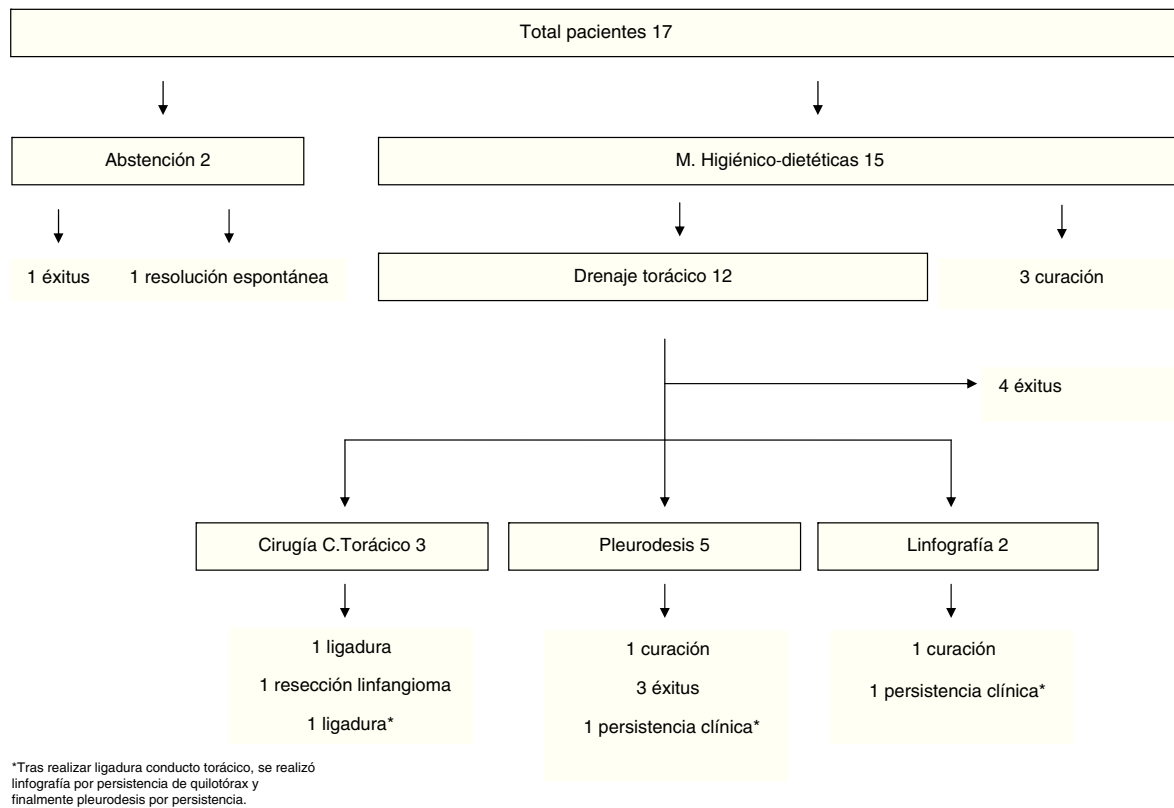 Total pacientes 17
Abstención 2
M. Higiénico-dietéticas 15
1 éxitus
1 resolución espontánea
Drenaje torácico 12
3 curación
4 éxitus
Cirugía C.Torácico 3
Pleurodesis 5
Linfografía 2
1 ligadura
1 resección linfangioma
1 ligadura*
1 curación
3 éxitus
1 persistencia clínica*
1 curación
1 persistencia clínica*
*Tras realizar ligadura conducto torácico, se realizó
linfografía por persistencia de quilotórax y
finalmente pleurodesis por persistencia.